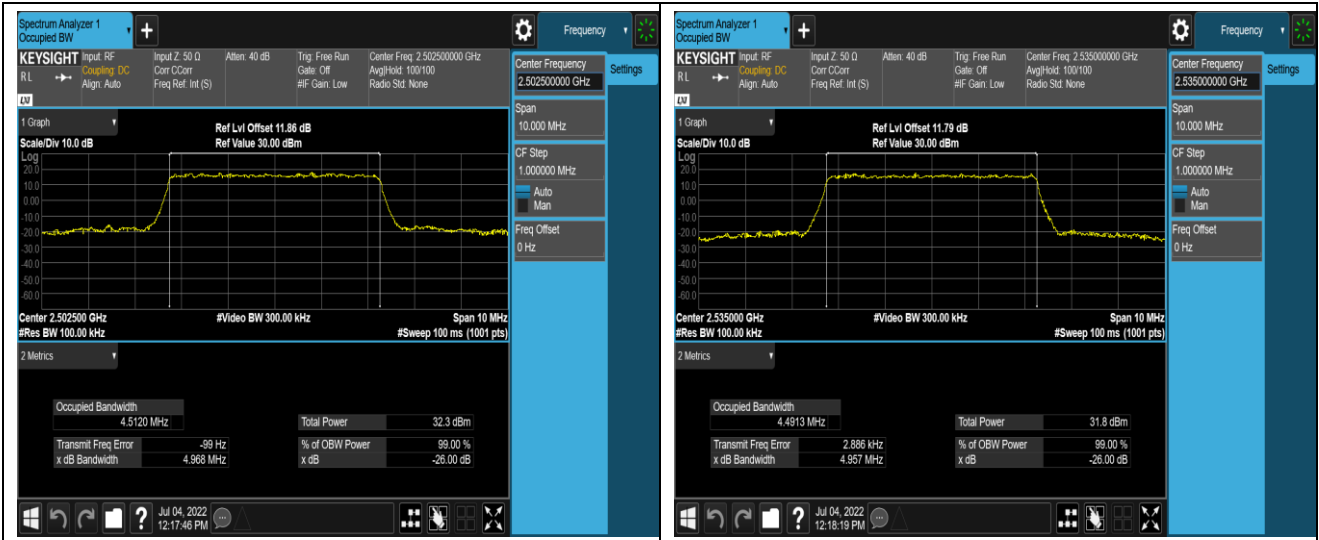 Spectrum Analyzer 1
Occupied BW
+
Frequency
KEYSIGHT Input: RF Input Z: 50 Ω Atten: 40 dB Trig: Free Run Center Freq: 2.502500000 GHz
RL Coupling: DC Corr CCorr Gate: Off Avg|Hold: 100/100
Align: Auto Freq Ref: Int (S) #IF Gain: Low Radio Std: None
LXI
Center Frequency
2.502500000 GHz
Settings
Span
10.000 MHz
CF Step
1.000000 MHz
Auto
Man
Freq Offset
0 Hz
1 Graph
Ref Lvl Offset 11.86 dB
Scale/Div 10.0 dB Ref Value 30.00 dBm
Log
20.0
10.0
0.00
-10.0
-20.0
-30.0
-40.0
-50.0
-60.0
Center 2.502500 GHz #Video BW 300.00 kHz Span 10 MHz
#Res BW 100.00 kHz #Sweep 100 ms (1001 pts)
2 Metrics
Occupied Bandwidth
4.5120 MHz Total Power 32.3 dBm
Transmit Freq Error -99 Hz % of OBW Power 99.00 %
x dB Bandwidth 4.968 MHz x dB -26.00 dB
?
Jul 04, 2022
12:17:46 PM
Spectrum Analyzer 1
Occupied BW
+
Frequency
KEYSIGHT Input: RF Input Z: 50 Ω Atten: 40 dB Trig: Free Run Center Freq: 2.535000000 GHz
RL Coupling: DC Corr CCorr Gate: Off Avg|Hold: 100/100
Align: Auto Freq Ref: Int (S) #IF Gain: Low Radio Std: None
LXI
Center Frequency
2.535000000 GHz
Settings
Span
10.000 MHz
CF Step
1.000000 MHz
Auto
Man
Freq Offset
0 Hz
1 Graph
Ref Lvl Offset 11.79 dB
Scale/Div 10.0 dB Ref Value 30.00 dBm
Log
20.0
10.0
0.00
-10.0
-20.0
-30.0
-40.0
-50.0
-60.0
Center 2.535000 GHz #Video BW 300.00 kHz Span 10 MHz
#Res BW 100.00 kHz #Sweep 100 ms (1001 pts)
2 Metrics
Occupied Bandwidth
4.4913 MHz Total Power 31.8 dBm
Transmit Freq Error 2.886 kHz % of OBW Power 99.00 %
x dB Bandwidth 4.957 MHz x dB -26.00 dB
?
Jul 04, 2022
12:18:19 PM